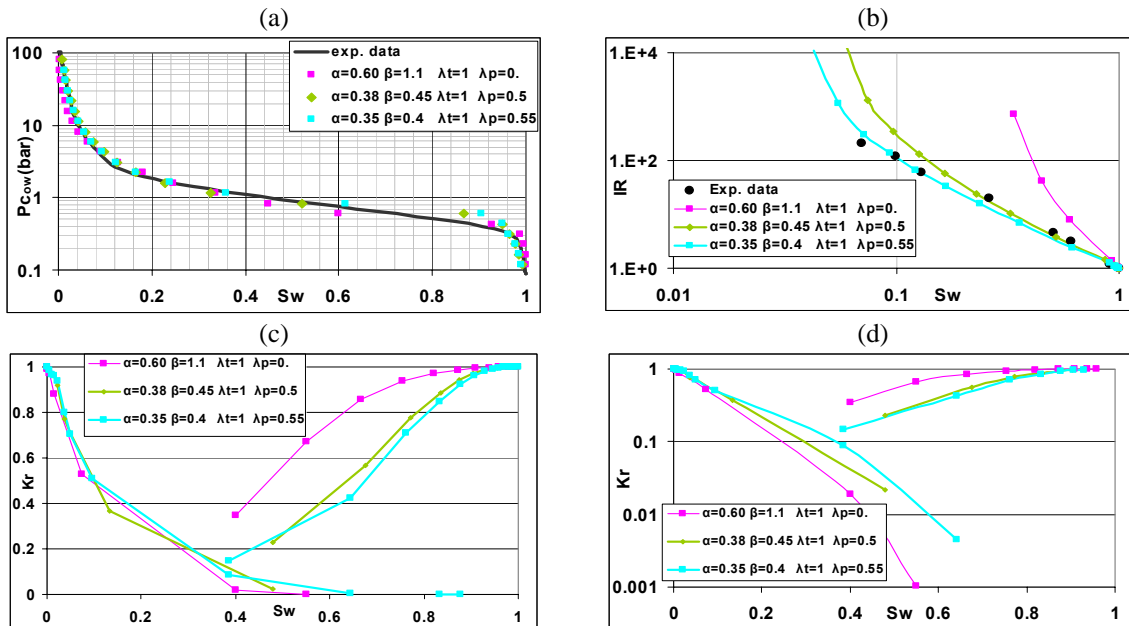 (a)
100
10
1
0.1
Pcow(bar)
0
0.2
0.4
0.6
0.8
1
Sw
exp. data
α=0.60 β=1.1 λt=1 λp=0.
α=0.38 β=0.45 λt=1 λp=0.5
α=0.35 β=0.4 λt=1 λp=0.55
(b)
1.E+4
1.E+2
1.E+0
IR
0.01
0.1
Sw
1
Exp. data
α=0.60 β=1.1 λt=1 λp=0.
α=0.38 β=0.45 λt=1 λp=0.5
α=0.35 β=0.4 λt=1 λp=0.55
(c)
1
0.8
0.6
0.4
0.2
0
Kr
0
0.2
0.4
Sw
0.6
0.8
1
α=0.60 β=1.1 λt=1 λp=0.
α=0.38 β=0.45 λt=1 λp=0.5
α=0.35 β=0.4 λt=1 λp=0.55
(d)
1
0.1
0.01
0.001
Kr
0
0.2
0.4
Sw
0.6
0.8
1
α=0.60 β=1.1 λt=1 λp=0.
α=0.38 β=0.45 λt=1 λp=0.5
α=0.35 β=0.4 λt=1 λp=0.55